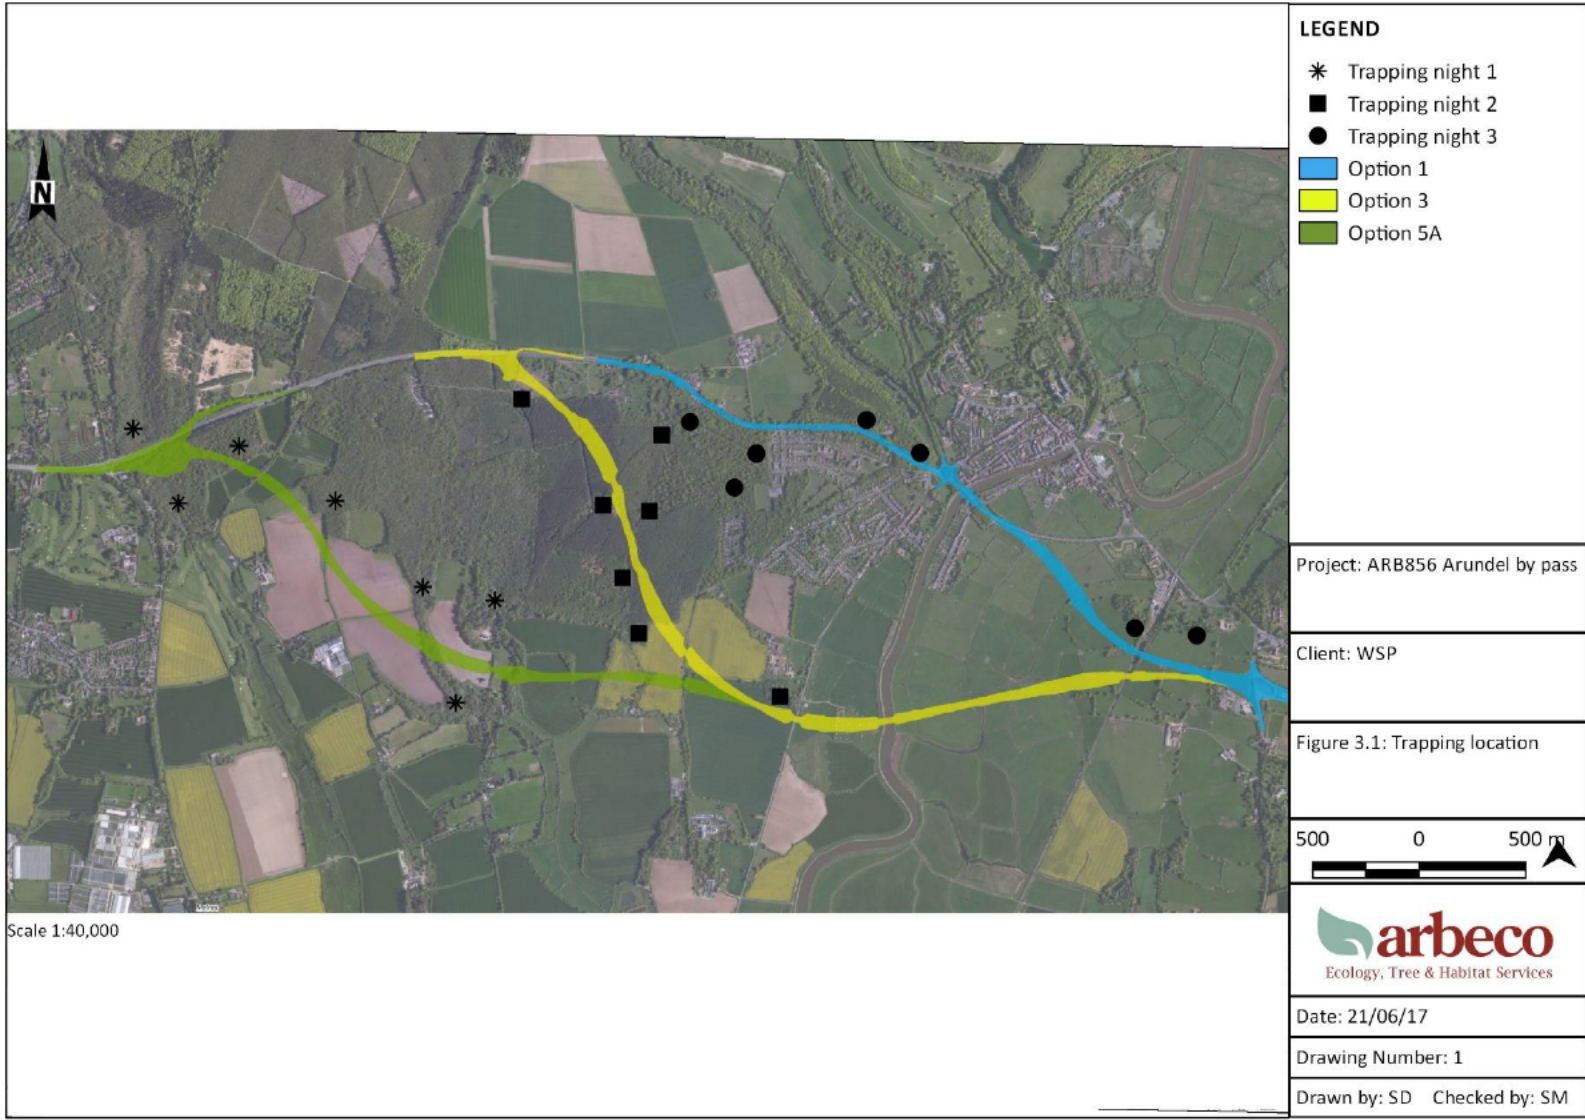 LEGEND
Trapping night 1
Trapping night 2
Trapping night 3
Option 1
Option 3
Option 5A
N
Project: ARB856 Arundel by pass
Client: WSP
Figure 3.1: Trapping location
500 0 500 m
arbeco
Ecology, Tree & Habitat Services
Date: 21/06/17
Drawing Number: 1
Drawn by: SD Checked by: SM
Metres
Scale 1:40,000